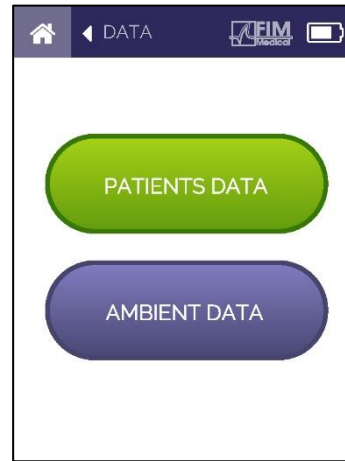 DATA
FIM
Medical
PATIENTS DATA
AMBIENT DATA